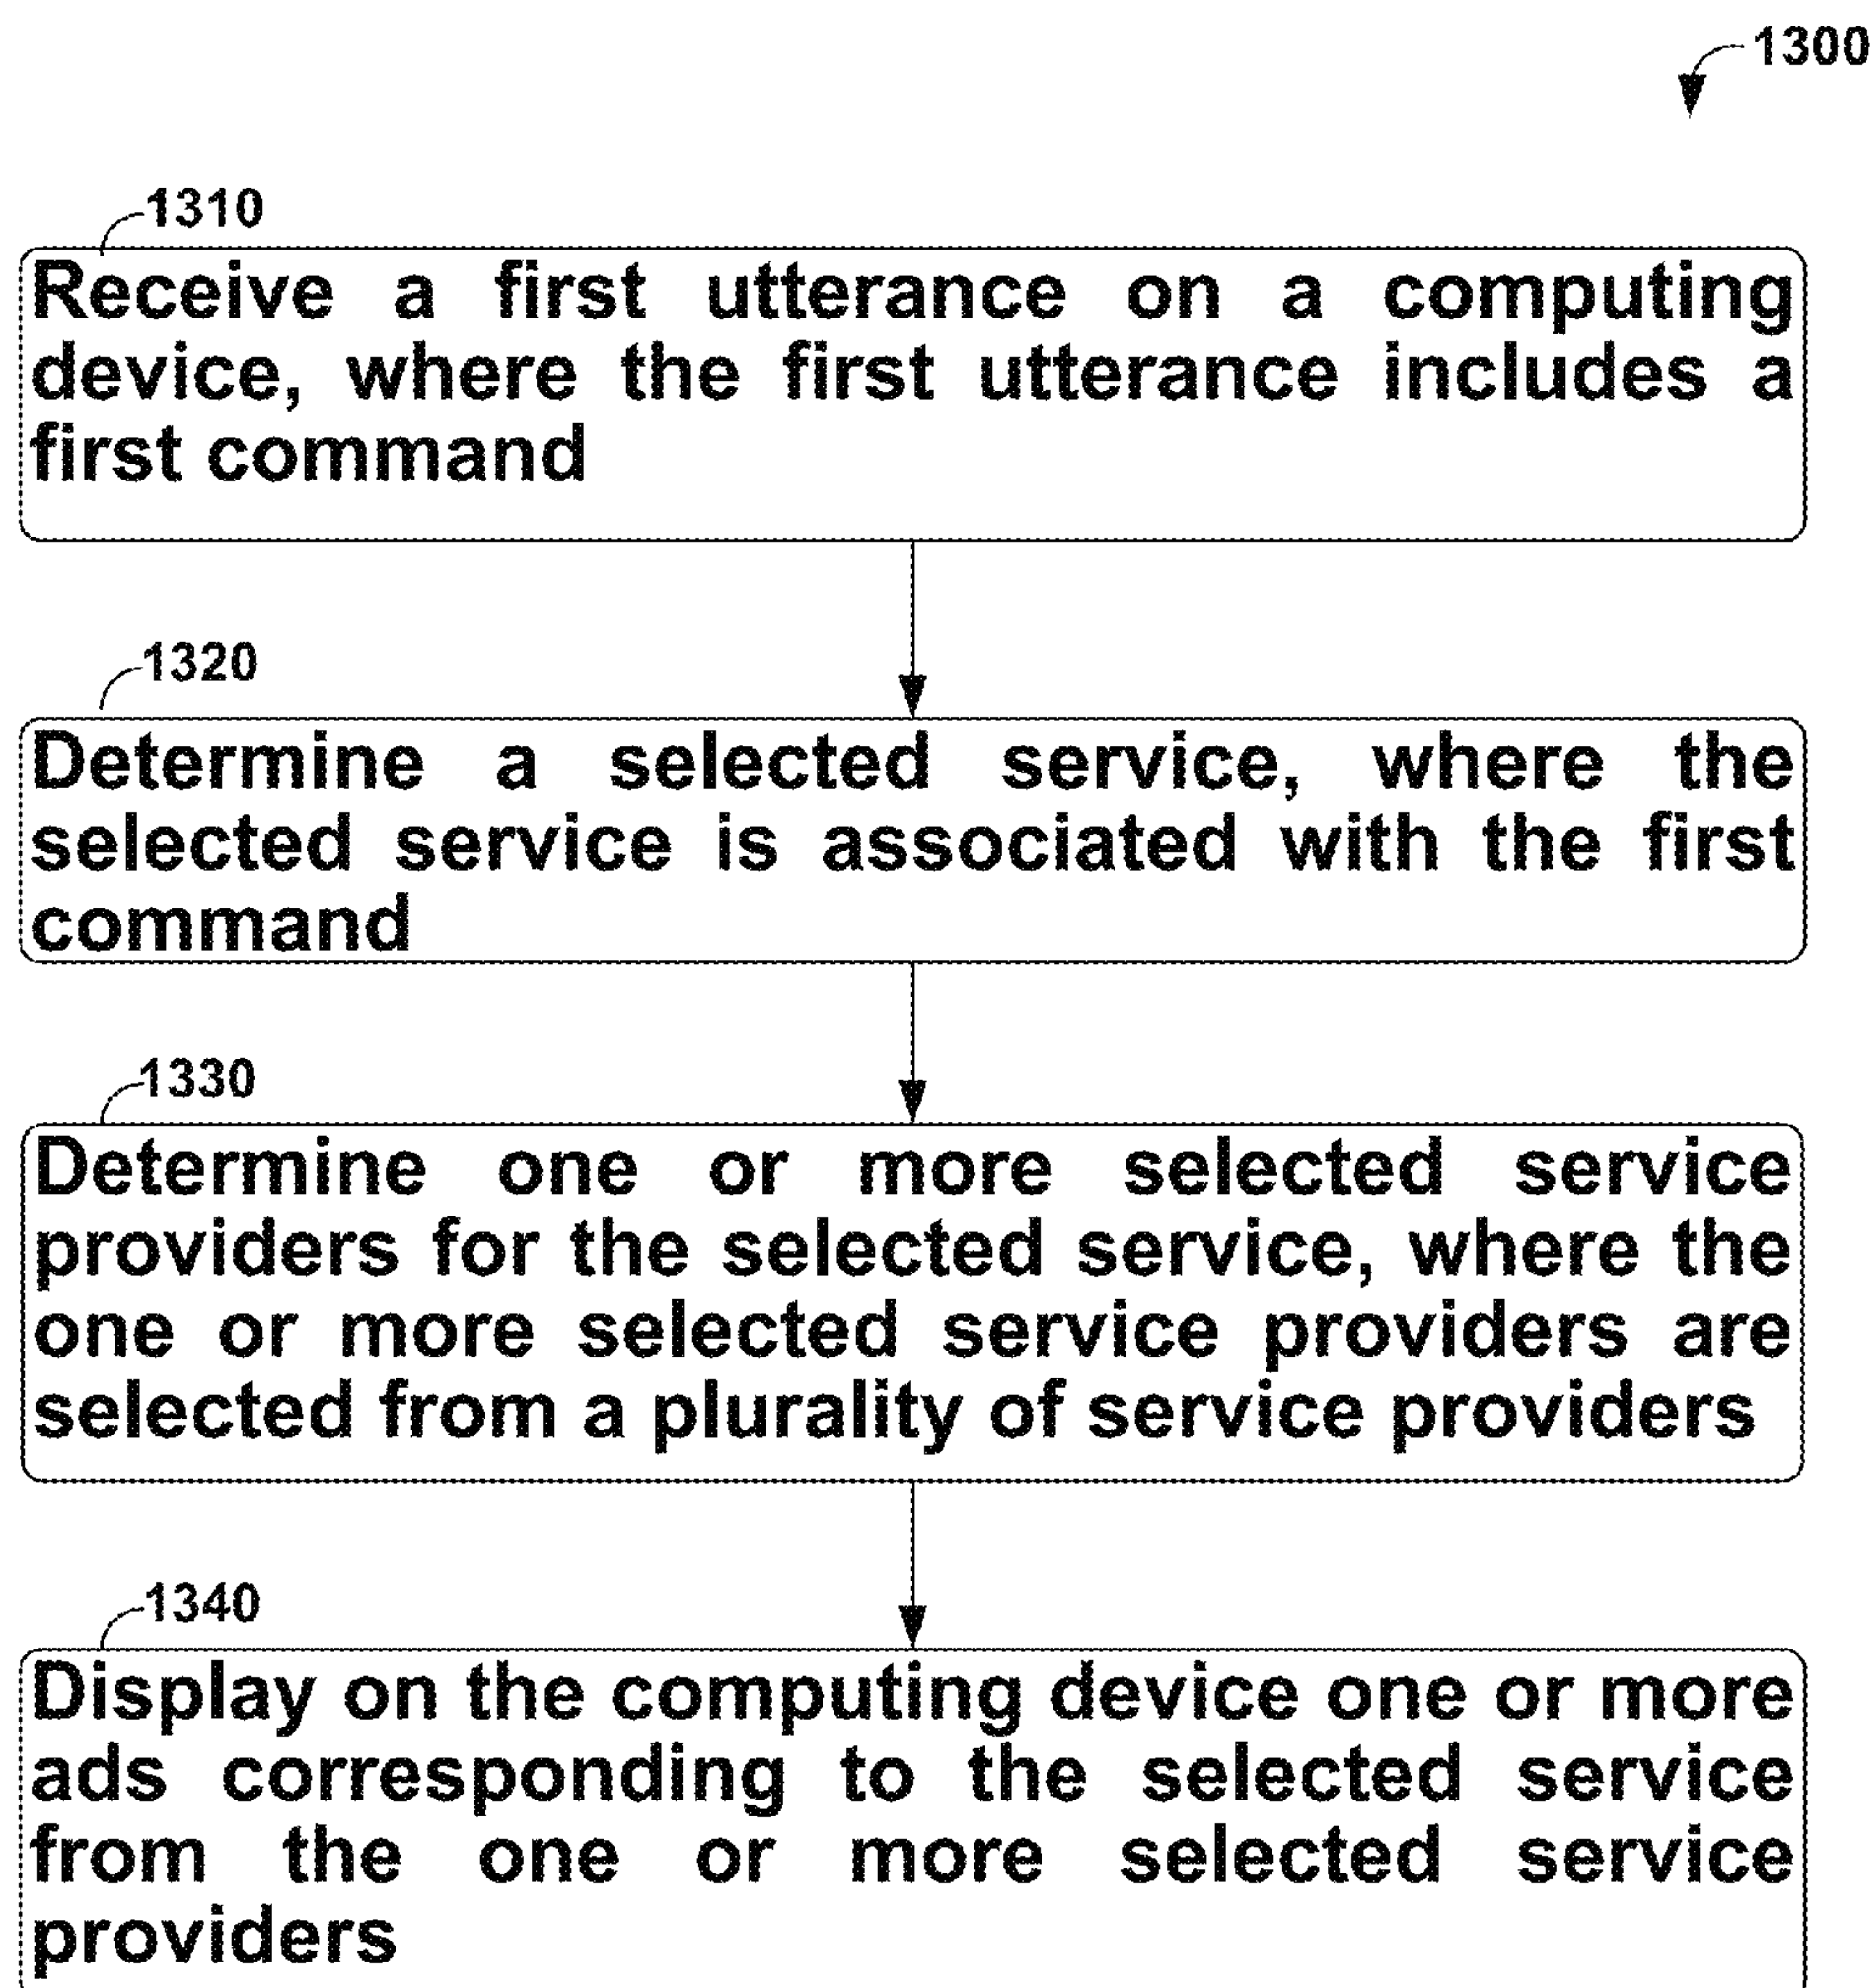 1300
1310
Receive a first utterance on a computing
device, where the first utterance includes a
first command
1320
Determine a selected service, where the
selected service is associated with the first
command
1330
Determine one or more selected service
providers for the selected service, where the
one or more selected service providers are
selected from a plurality of service providers
1340
Display on the computing device one or more
ads corresponding to the selected service
from the one or more selected service
providers